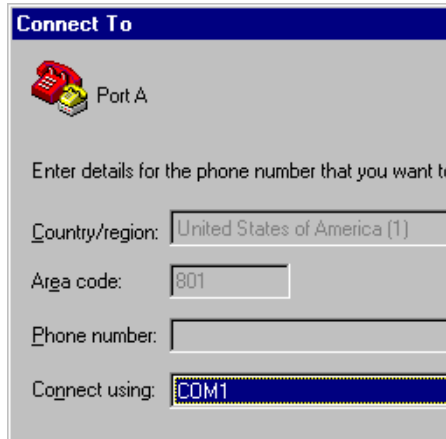 Connect To
Port A
Enter details for the phone number that you want
Country/region: United States of America (1)
Area code: 801
Phone number:
Connect using: COM1